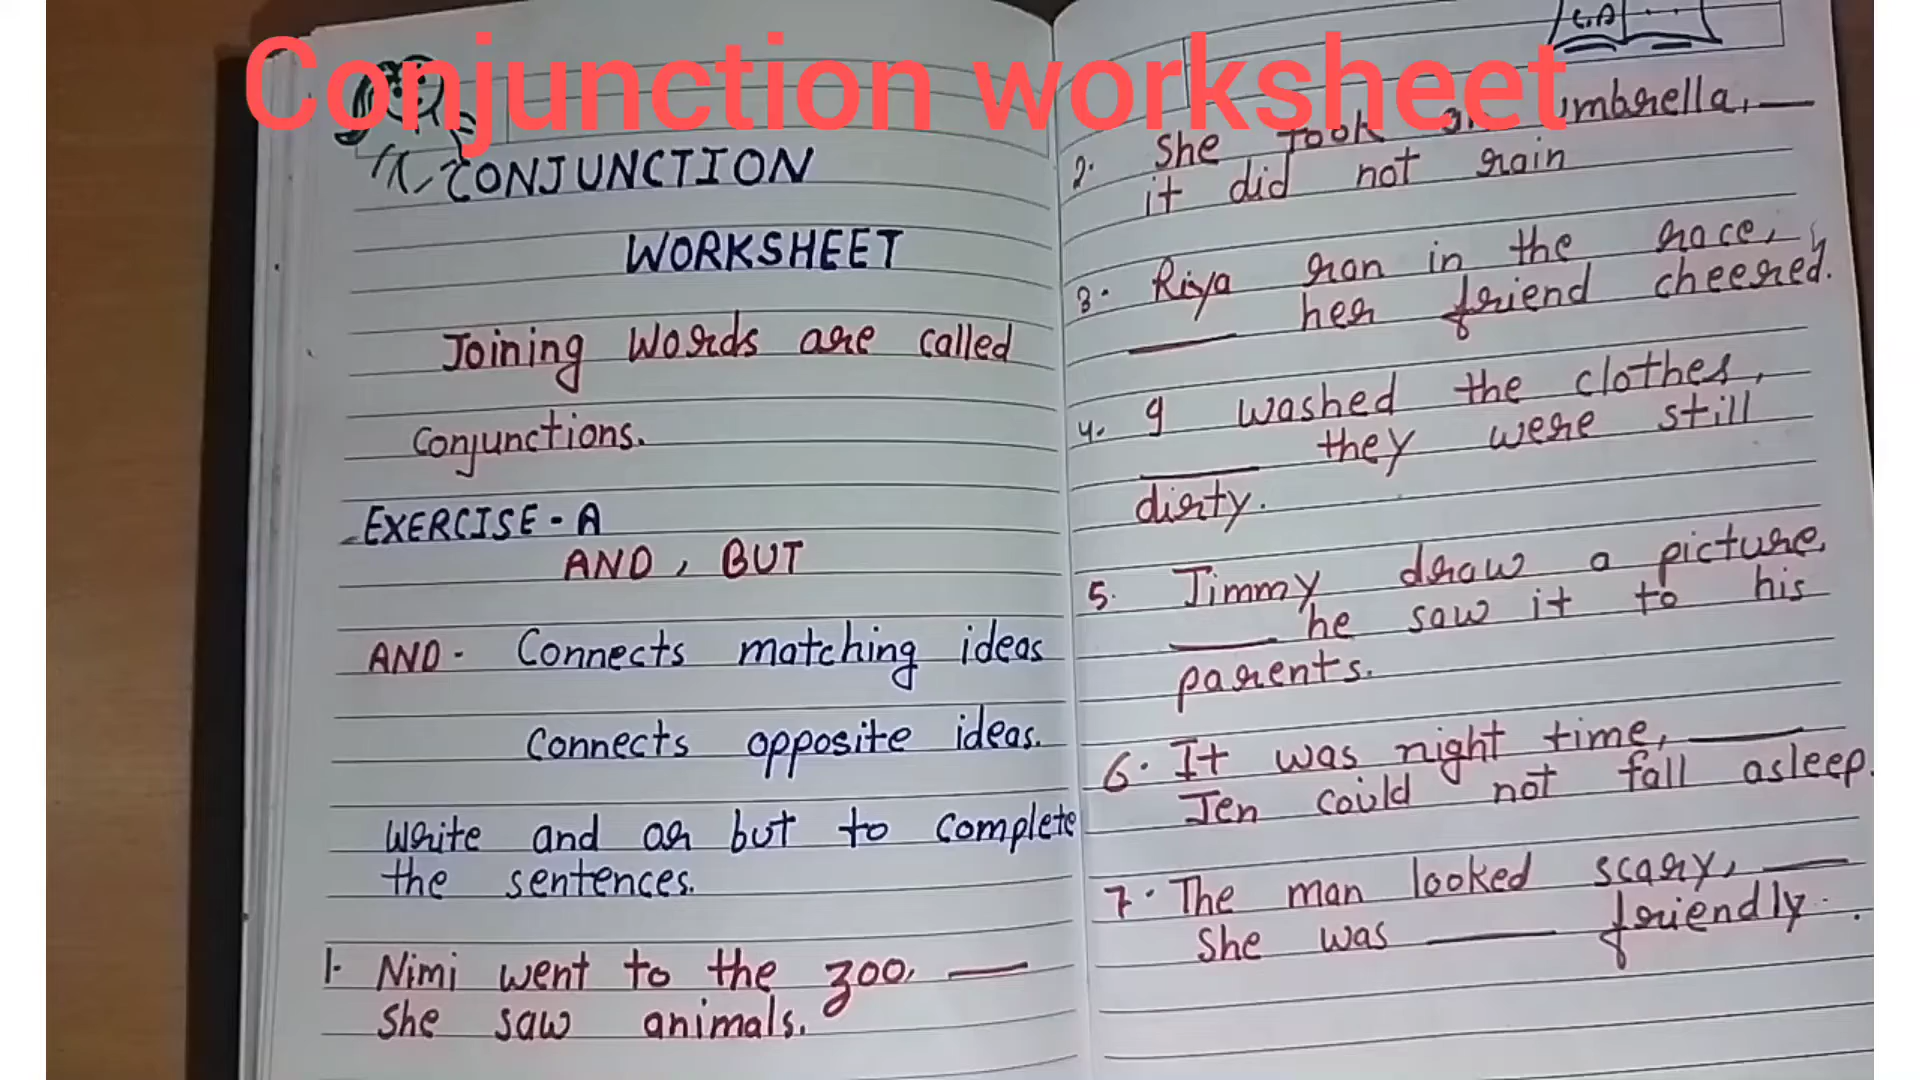 Conjunction worksheet
CONJUNCTION
WORKSHEET
Joining words are called
conjunctions.
EXERCISE - A
AND, BUT
AND - Connects matching ideas
Connects opposite ideas.
Write and or but to complete
the sentences.
1. Nimi went to the zoo, ___
She saw animals.
2. She took umbrella, ___
it did not rain
3. Riya ran in the race,
___ her friend cheered.
4. I washed the clothes,
___ they were still
dirty.
5. Jimmy draw a picture,
___ he saw it to his
parents.
6. It was night time, ___
Jen could not fall asleep.
7. The man looked scary, ___
She was ___ friendly.